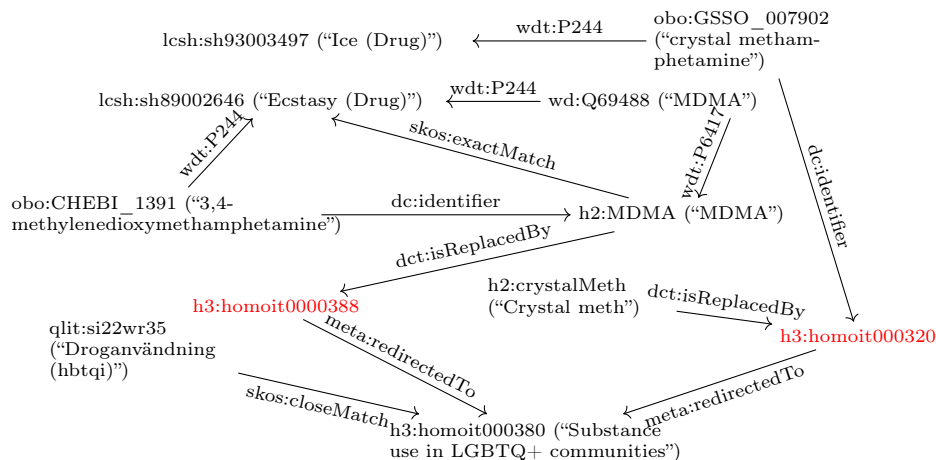 obo:GSSO_007902
(“crystal metham-
phetamine”)
wdt:P244
lcsh:sh93003497 (“Ice (Drug)”)
lcsh:sh89002646 (“Ecstasy (Drug)”)
wdt:P244
wd:Q69488 (“MDMA”)
wdt:P244
skos:exactMatch
wdt:P6417
dc:identifier
obo:CHEBI_1391 (“3,4-
methylenedioxymethamphetamine”)
dc:identifier
h2:MDMA (“MDMA”)
dct:isReplacedBy
h2:crystalMeth
(“Crystal meth”)
dct:isReplacedBy
h3:homoit0000388
h3:homoit000320
qlit:si22wr35
(“Droganvändning
(hbtqi)”)
meta:redirectedTo
meta:redirectedTo
skos:closeMatch
h3:homoit000380 (“Substance
use in LGBTQ+ communities”)